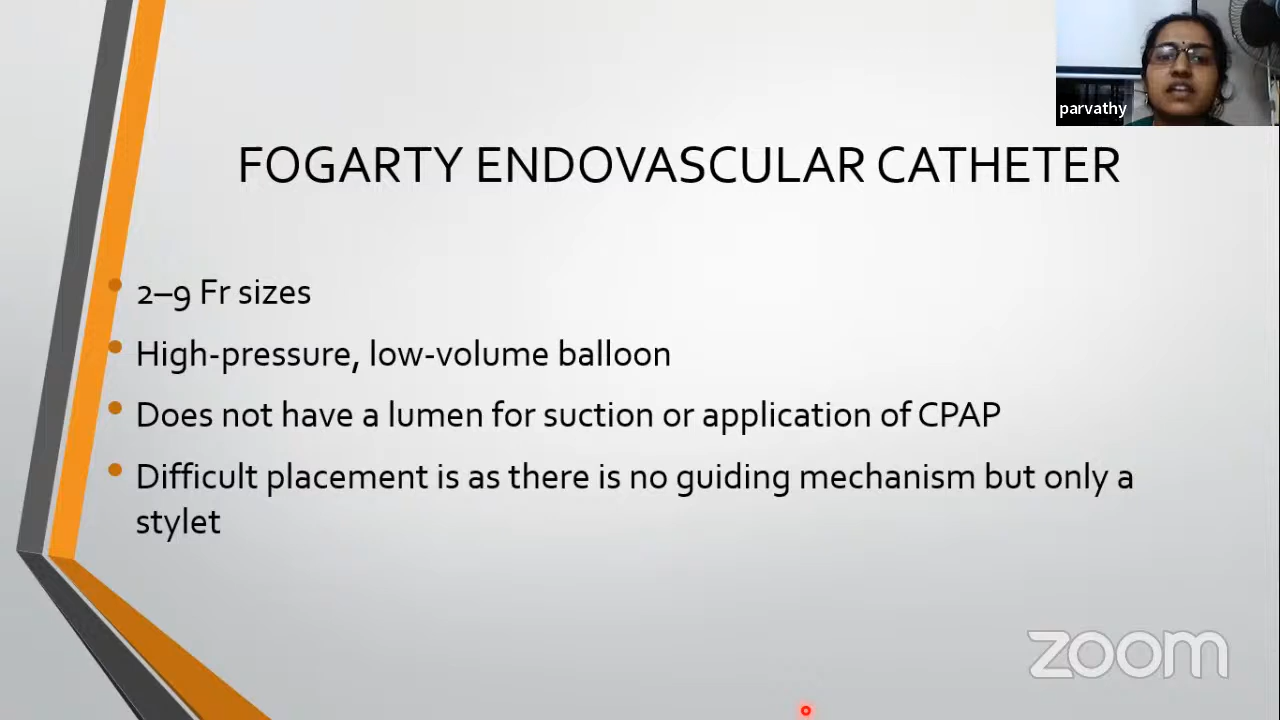 parvathy
FOGARTY ENDOVASCULAR CATHETER
• 2–9 Fr sizes
• High-pressure, low-volume balloon
• Does not have a lumen for suction or application of CPAP
• Difficult placement is as there is no guiding mechanism but only a
stylet
zoom